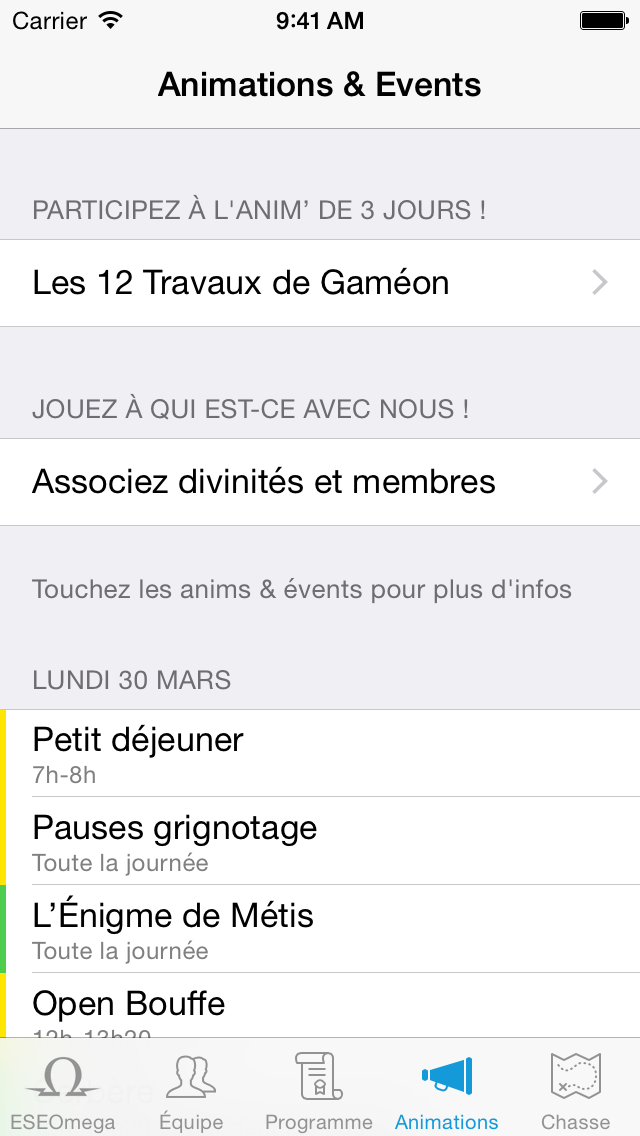 Carrier 9:41 AM
Animations & Events
PARTICIPEZ À L'ANIM’ DE 3 JOURS !
Les 12 Travaux de Gaméon
JOUEZ À QUI EST-CE AVEC NOUS !
Associez divinités et membres
Touchez les anims & évents pour plus d'infos
LUNDI 30 MARS
Petit déjeuner
7h-8h
Pauses grignotage
Toute la journée
L’Énigme de Métis
Toute la journée
Open Bouffe
12h-13h20
ESEOmega Équipe Programme Animations Chasse